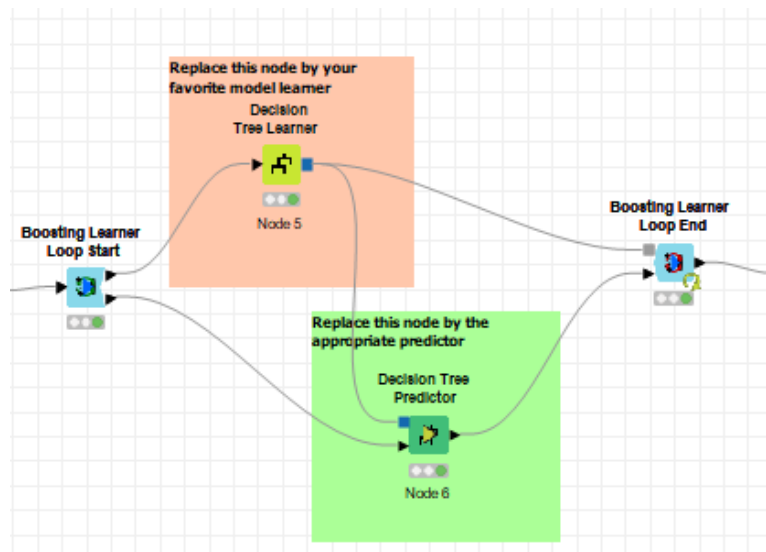 Replace this node by your
favorite model learner
Decision
Tree Learner
Node 5
Boosting Learner
Loop Start
Boosting Learner
Loop End
Replace this node by the
appropriate predictor
Decision Tree
Predictor
Node 6